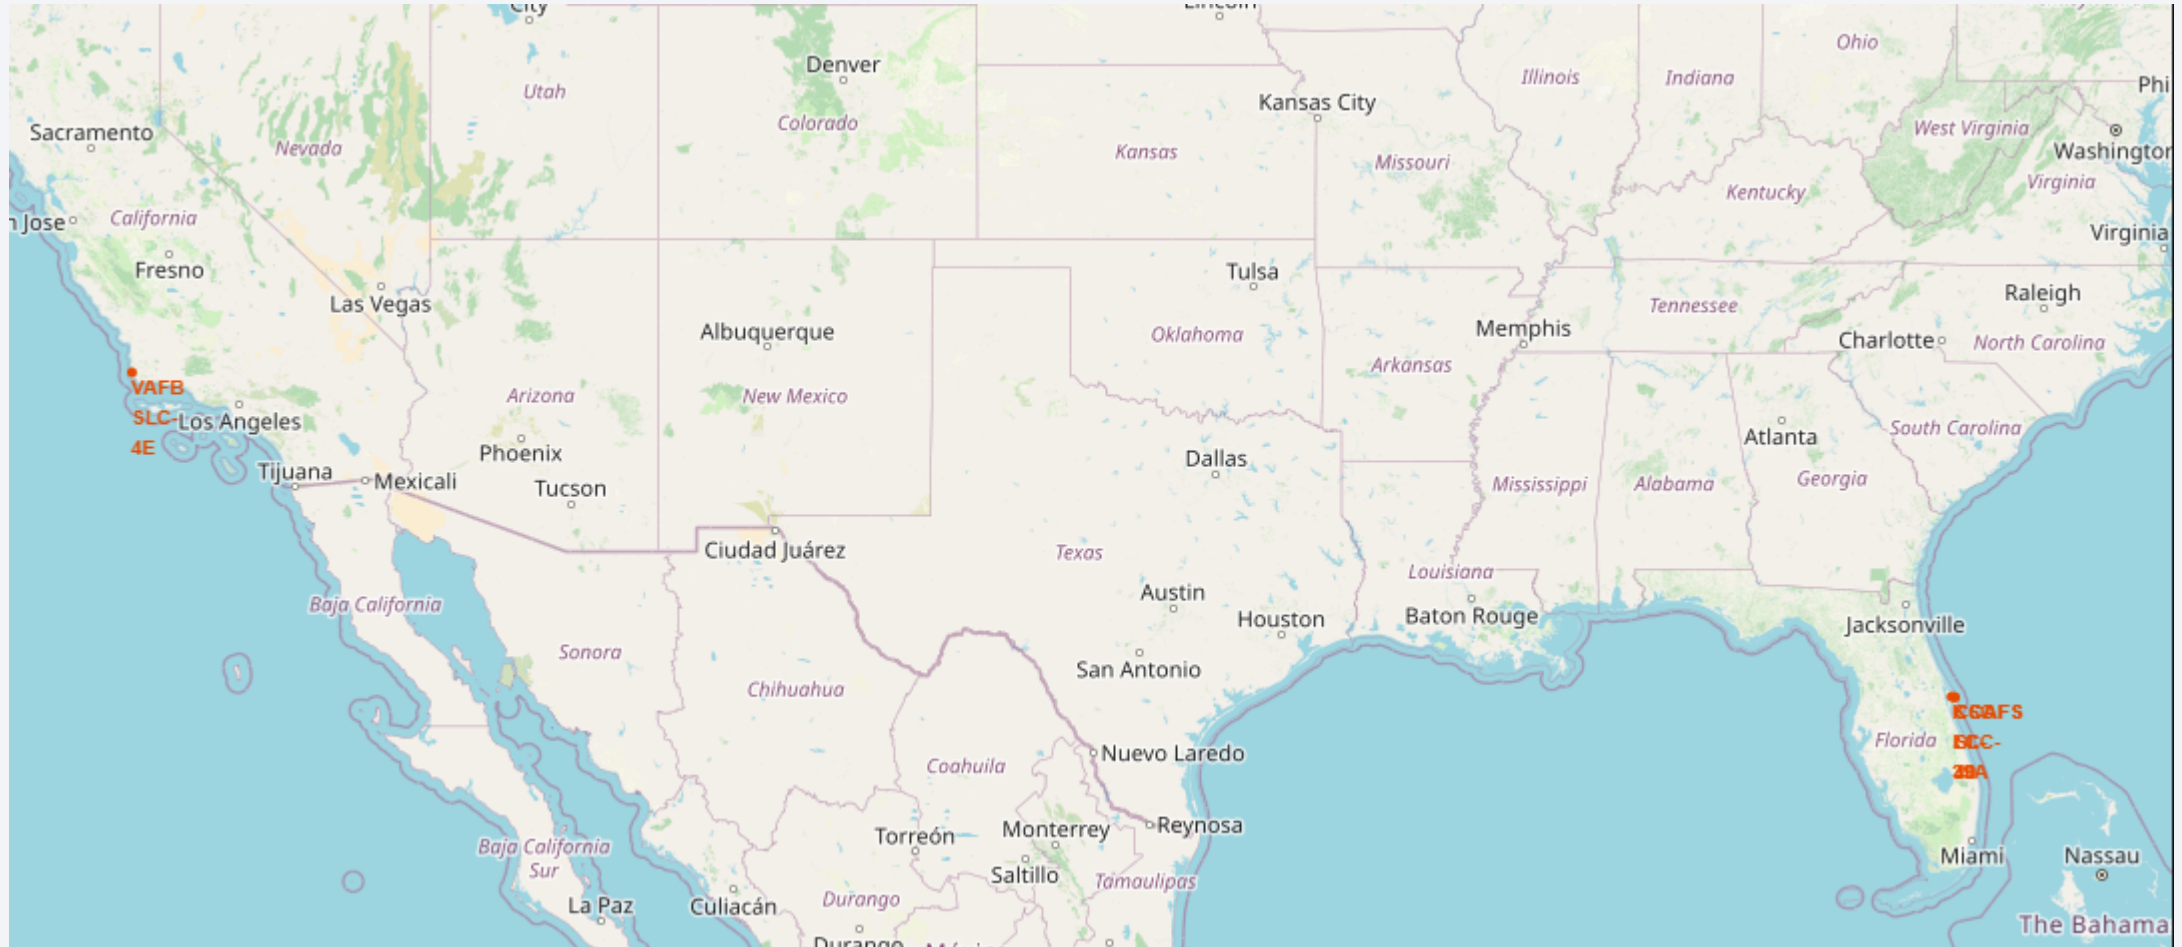 City
Lincoln
Denver
Ohio
Illinois
Indiana
Utah
Phi
Kansas City
Colorado
Sacramento
West Virginia
Nevada
Kansas
Missouri
Washington
Virginia
Kentucky
California
n Jose
Virginia
Fresno
Tulsa
Las Vegas
Raleigh
Tennessee
Albuquerque
Oklahoma
Memphis
Charlotte
North Carolina
Arkansas
VAFB
SLC-
4E
Arizona
New Mexico
Los Angeles
South Carolina
Atlanta
Phoenix
Dallas
Tijuana
Mexicali
Tucson
Mississippi
Alabama
Georgia
Ciudad Juárez
Texas
Louisiana
Austin
Baja California
Houston
Baton Rouge
Jacksonville
Sonora
San Antonio
Chihuahua
Florida
Nuevo Laredo
Coahuila
Reynosa
Torreón
Monterrey
Baja California
Sur
Miami
Nassau
Saltillo
Tamaulipas
La Paz
Culiacán
Durango
The Bahama
Durango